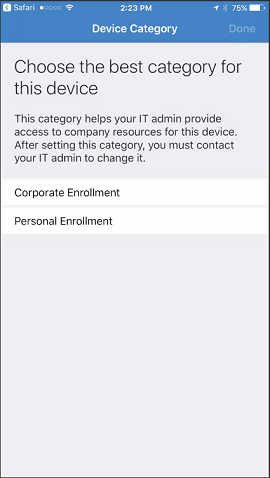 Safari 2:23 PM 75%
Device Category Done
Choose the best category for
this device
This category helps your IT admin provide
access to company resources for this device.
After setting this category, you must contact
your IT admin to change it.
Corporate Enrollment
Personal Enrollment